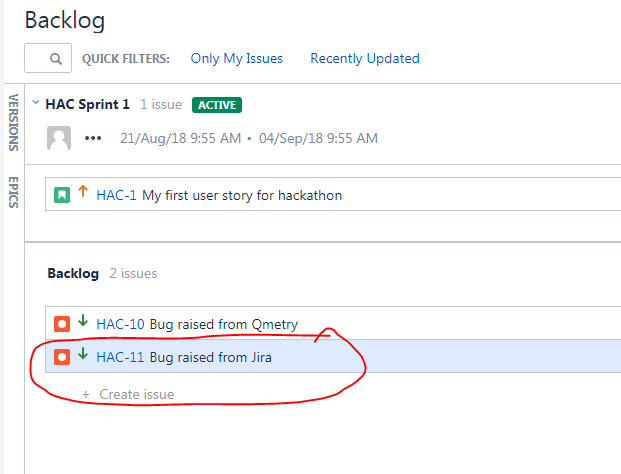 Backlog
QUICK FILTERS: Only My Issues Recently Updated
VERSIONS
EPICS
HAC Sprint 1 1 issue ACTIVE
21/Aug/18 9:55 AM • 04/Sep/18 9:55 AM
HAC-1 My first user story for hackathon
Backlog 2 issues
HAC-10 Bug raised from Qmetry
HAC-11 Bug raised from Jira
+ Create issue